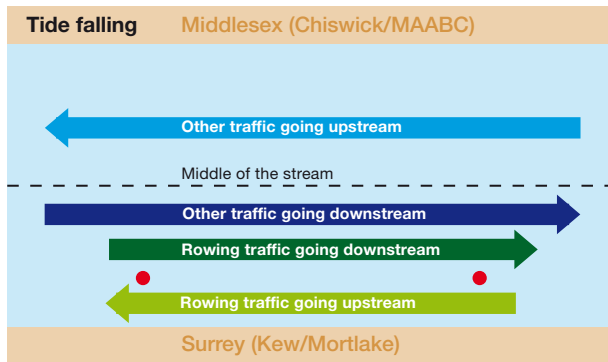 Tide falling Middlesex (Chiswick/MAABC)
Other traffic going upstream
Middle of the stream
Other traffic going downstream
Rowing traffic going downstream
Rowing traffic going upstream
Surrey (Kew/Mortlake)